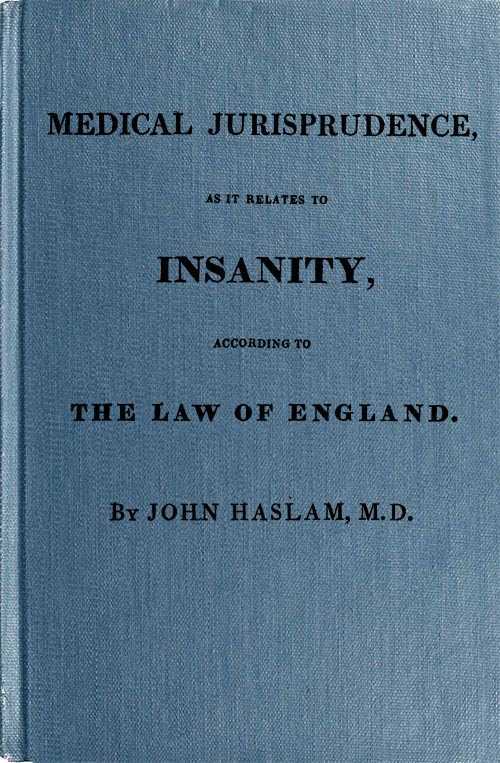 MEDICAL JURISPRUDENCE,
AS IT RELATES TO
INSANITY,
ACCORDING TO
THE LAW OF ENGLAND.
By JOHN HASLAM, M.D.